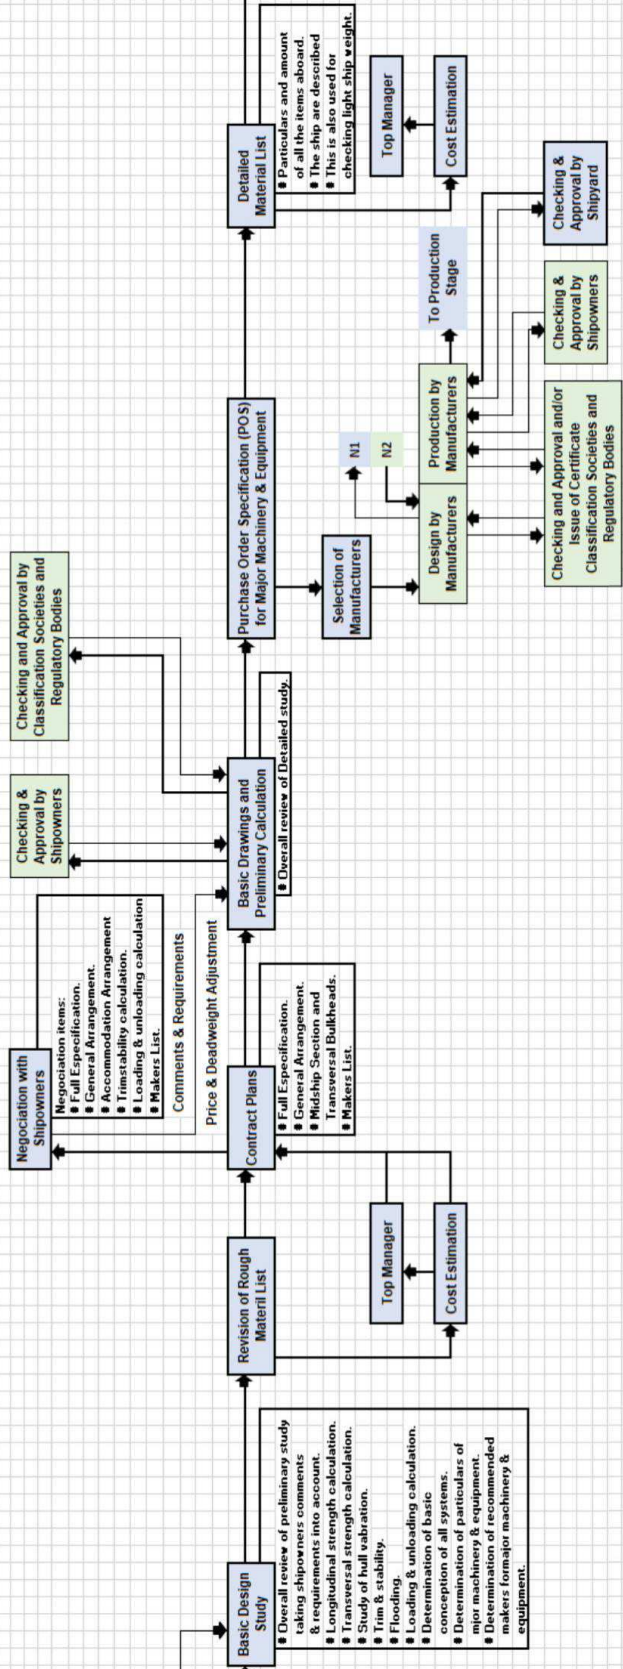 Basic Design
Study
● Overall review of preliminary study
taking shipowners comments
& requirements into account.
● Longitudinal strength calculation.
● Transversal strength calculation.
● Study of hull vabration.
● Trim & stability.
● Flooding.
● Loading & unloading calculation.
● Determination of basic
conception of all systems.
● Determination of particulars of
mjor machinery & equipment.
● Determination of recommended
makers formajor machinery &
equipment.
Revision of Rough
Materil List
Top Manager
Cost Estimation
Negociation with
Shipowners
Negociation items:
● Full Especification.
● General Arrangement.
● Accommodation Arrangement
● Trimstability calculation.
● Loading & unloading calculation
● Makers List.
Comments & Requirements
Price & Deadweight Adjustment
Contract Plans
● Full Especification.
● General Arrangement.
● Midship Section and
Transversal Bulkheads.
● Makers List.
Checking &
Approval by
Shipowners
Checking and Approval by
Classification Societies and
Regulatory Bodies
Basic Drawings and
Preliminary Calculation
● Overall review of Detailed study.
Purchase Order Specification (POS)
for Major Machinery & Equipment
Selection of
Manufacturers
N1
N2
Design by
Manufacturers
Production by
Manufacturers
To Production
Stage
Checking and Approval and/or
Issue of Certificate
Classification Societies and
Regulatory Bodies
Checking &
Approval by
Shipowners
Checking &
Approval by
Shipyard
Detailed
Material List
● Particulars and amount
of all the items aboard.
● The ship are described
● This is also used for
checking light ship weight.
Top Manager
Cost Estimation